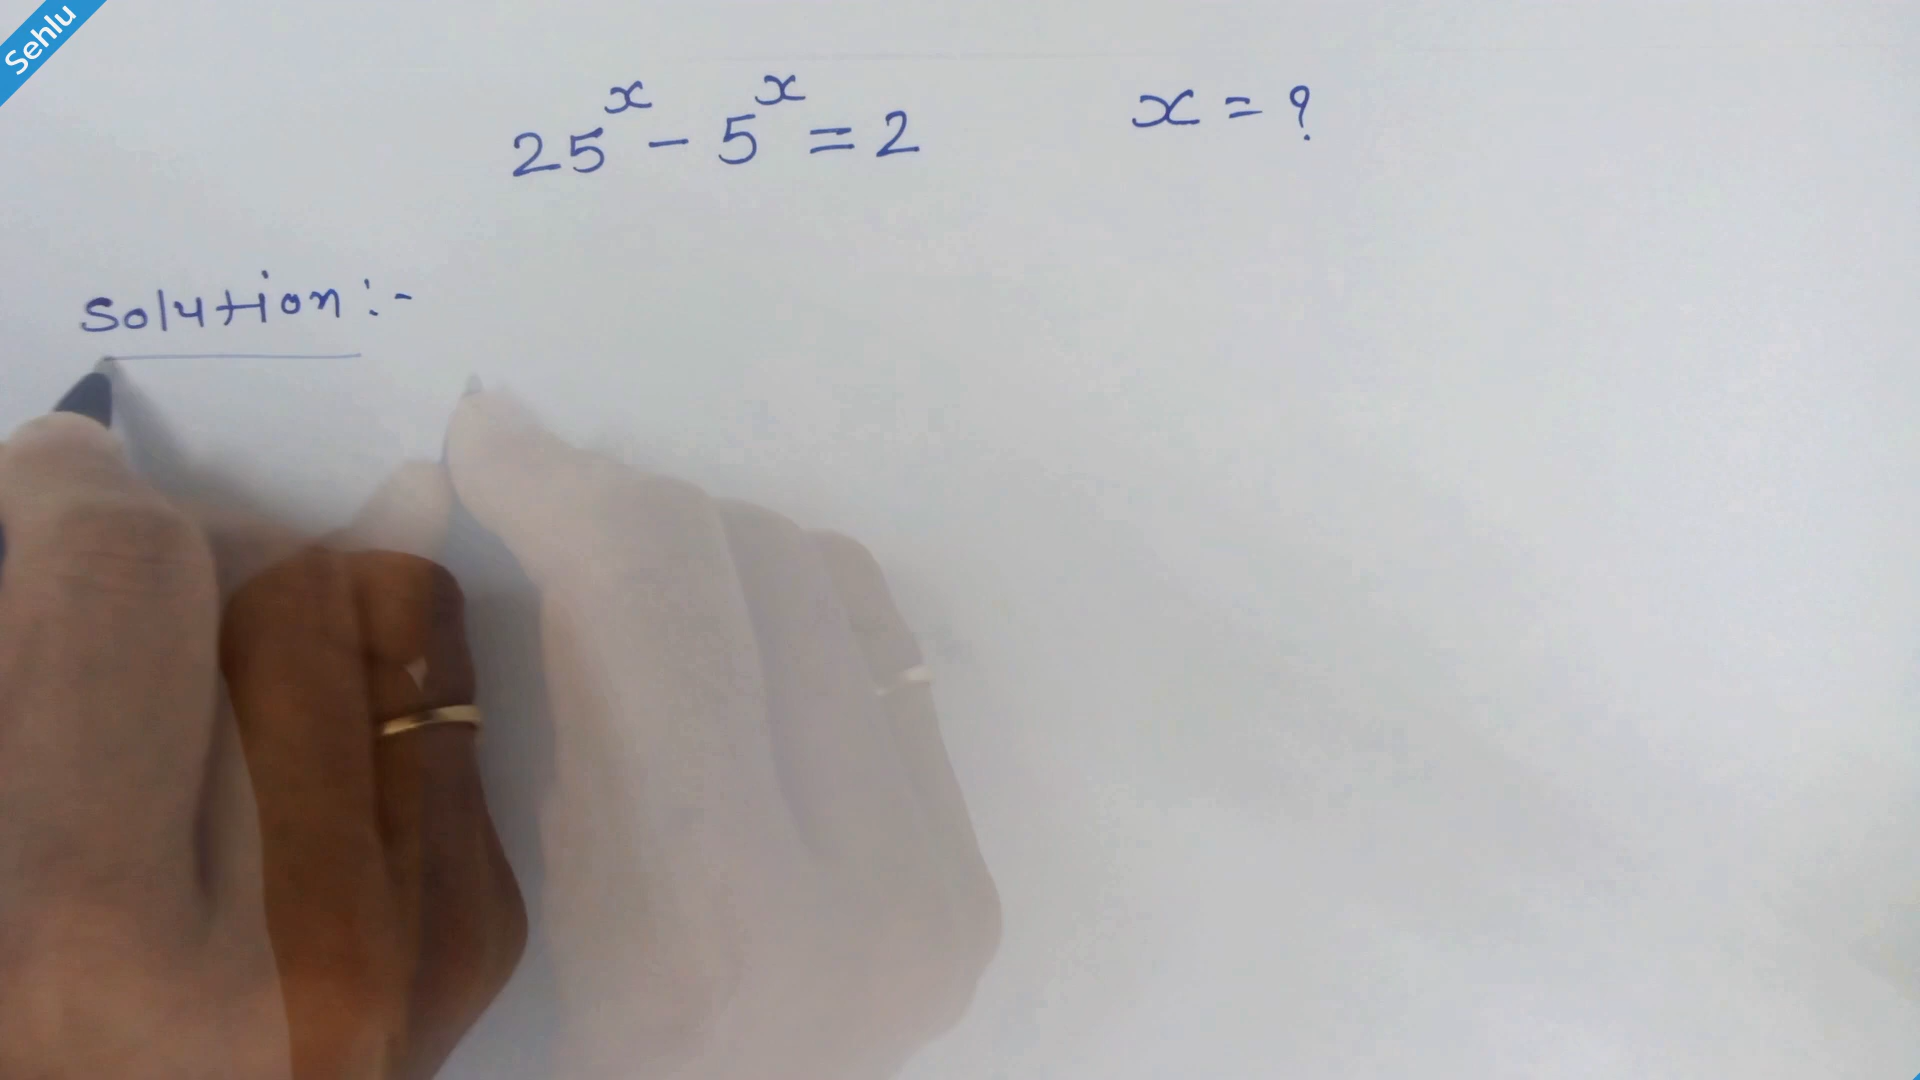 Sehlu
25^x - 5^x = 2    x = ?
Solution :-